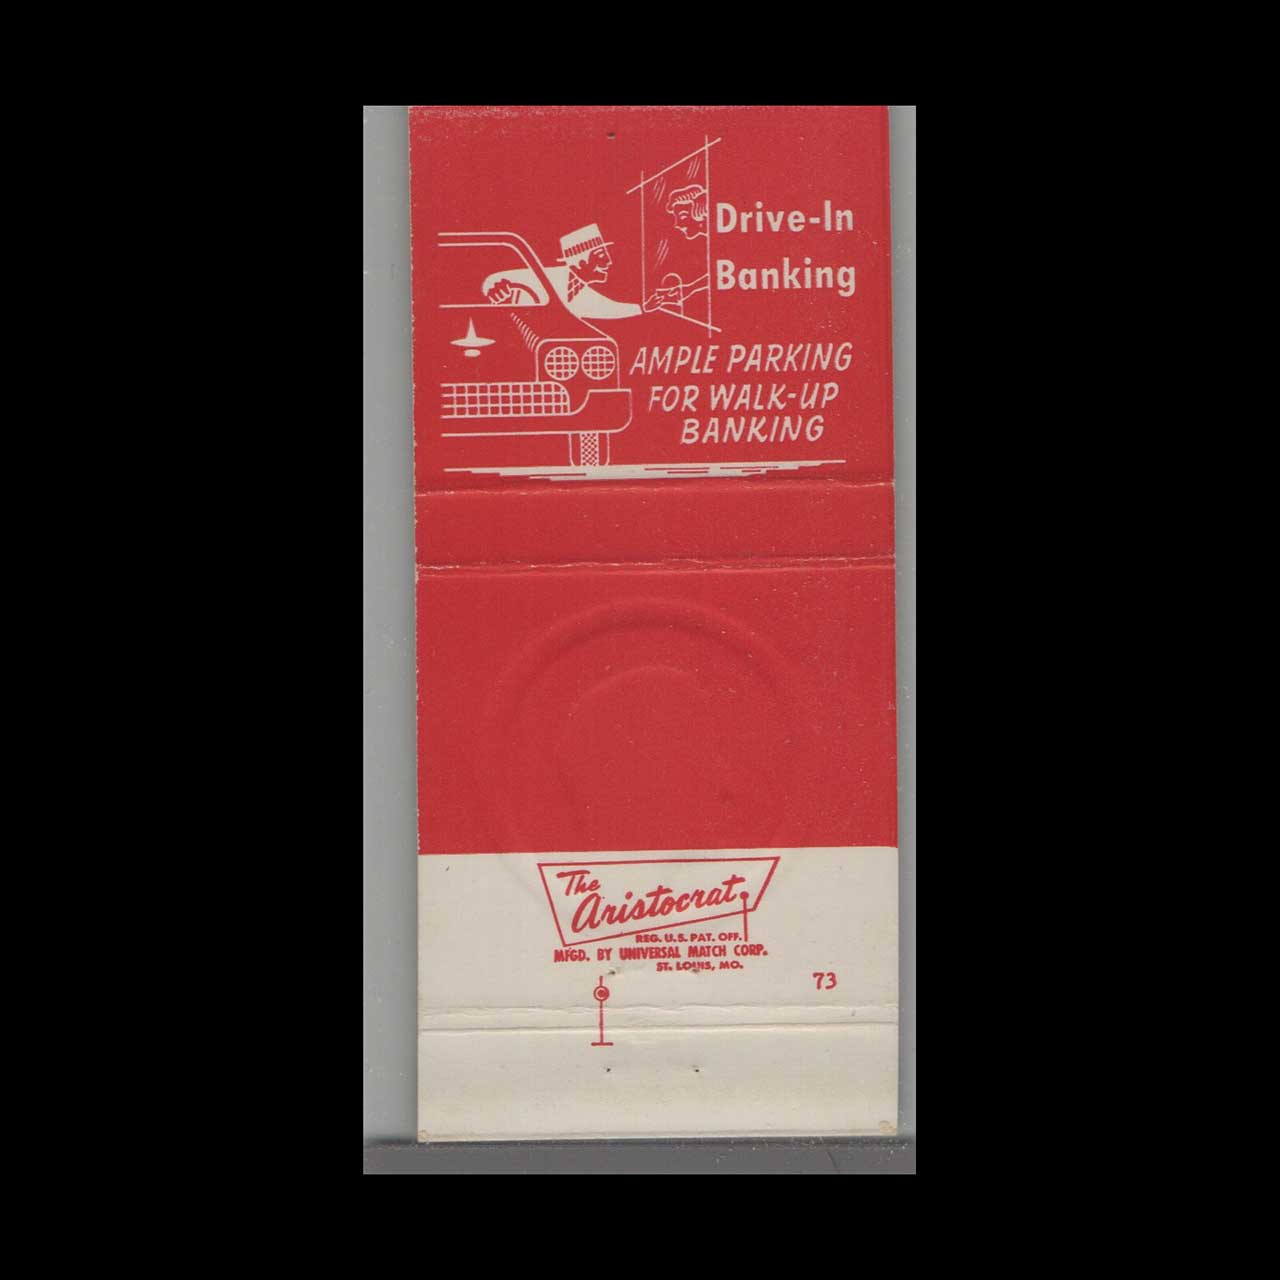 Drive-In
Banking
AMPLE PARKING
FOR WALK-UP
BANKING
The
Aristocrat
REG. U.S. PAT. OFF.
MFGD. BY UNIVERSAL MATCH CORP.
ST. LOUIS, MO.
73